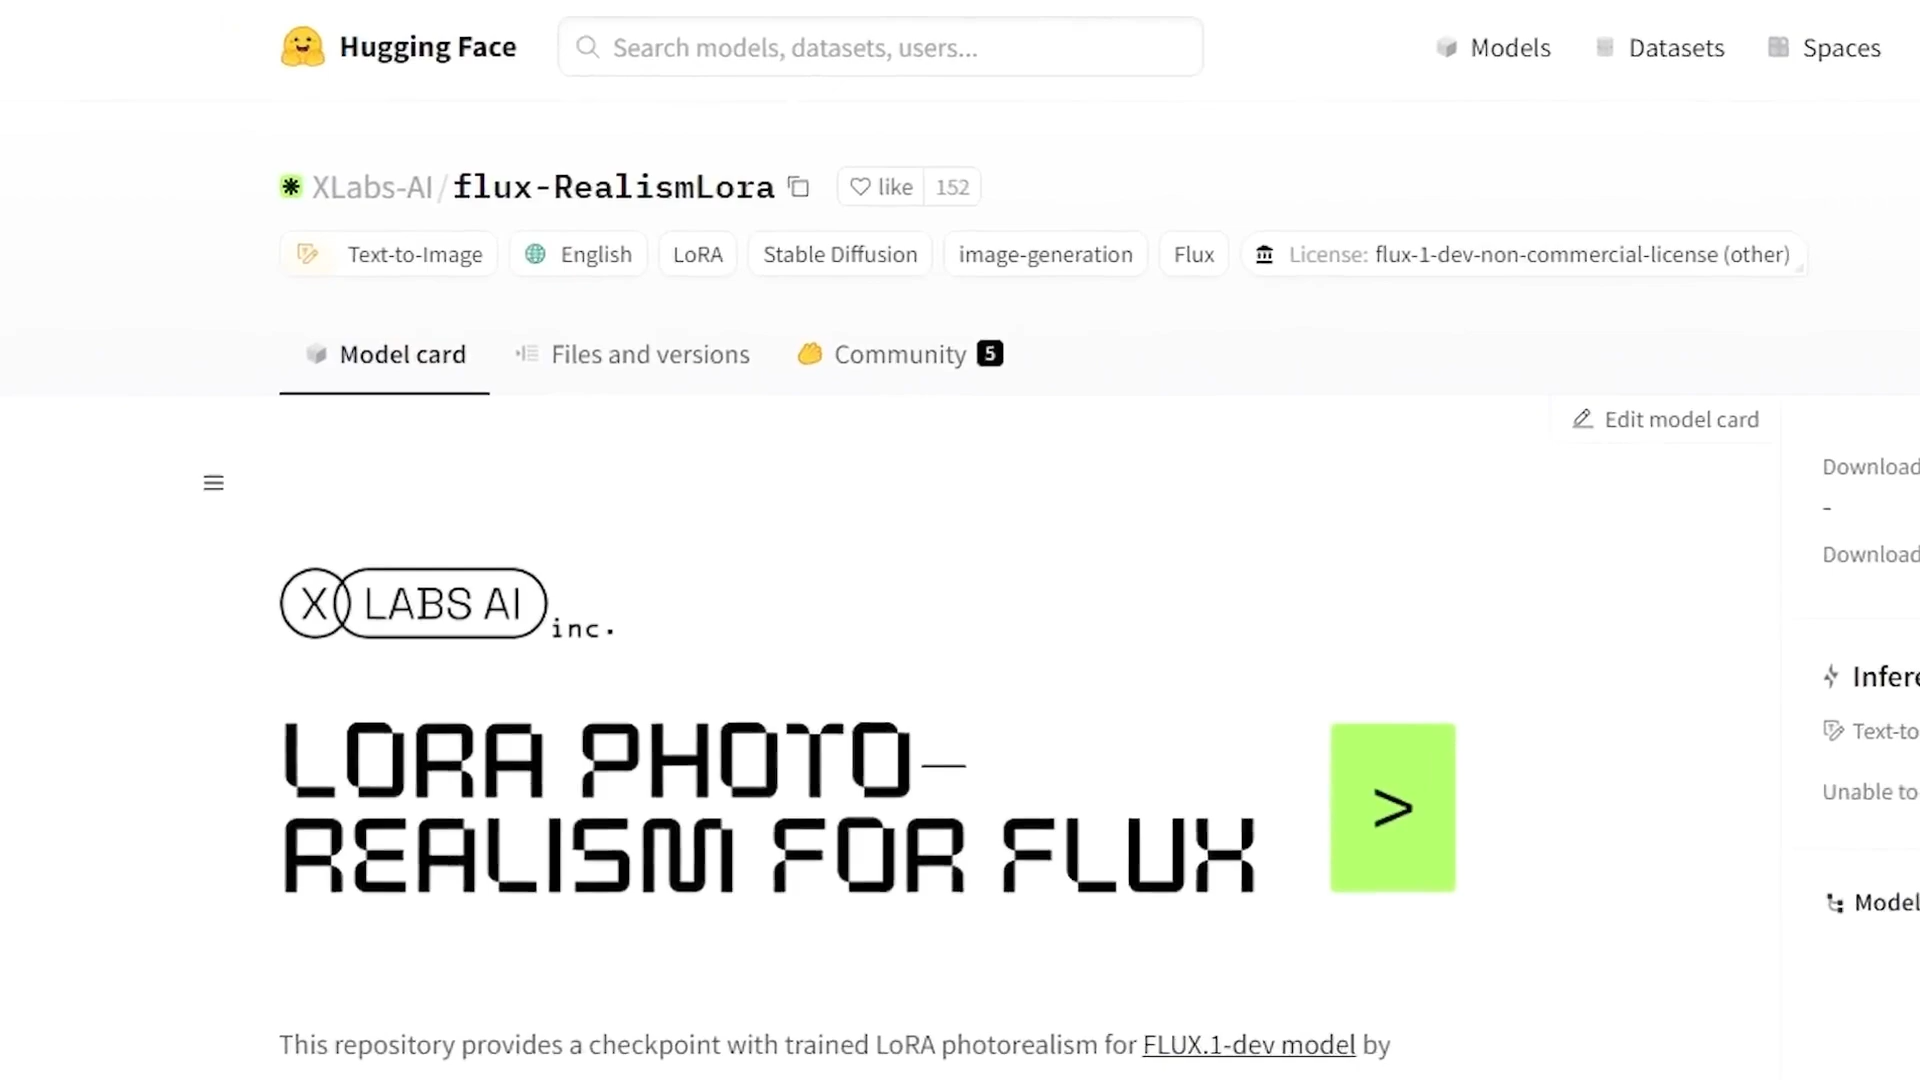 Hugging Face
Search models, datasets, users...
Models
Datasets
Spaces
XLabs-AI/flux-RealismLora
like 152
Text-to-Image
English
LoRA
Stable Diffusion
image-generation
Flux
License: flux-1-dev-non-commercial-license (other)
Model card
Files and versions
Community 5
Edit model card
Download
-
Download
X LABS AI inc.
LORA PHOTO-
REALISM FOR FLUX
>
Infere
Text-to
Unable to
Model
This repository provides a checkpoint with trained LoRA photorealism for FLUX.1-dev model by